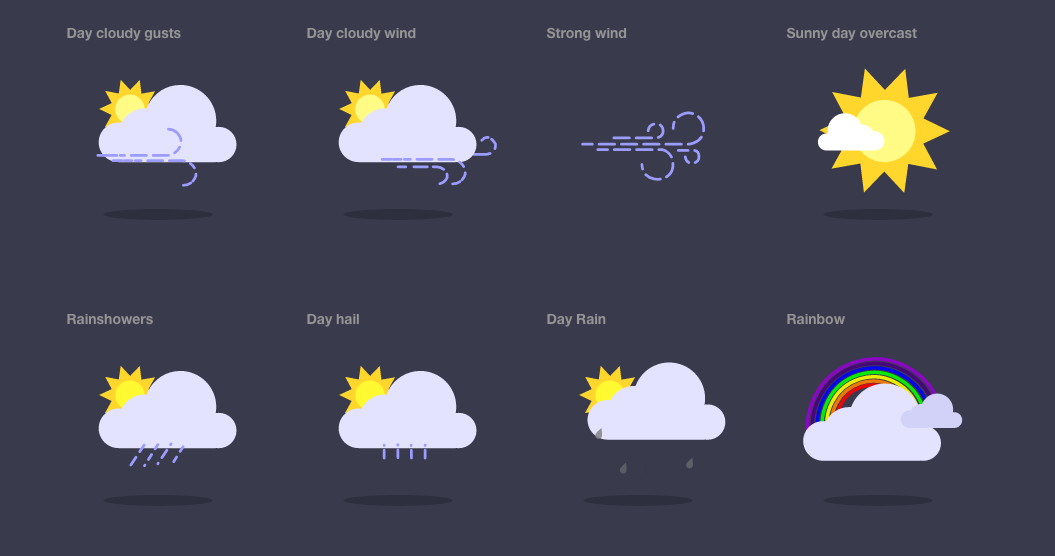 Day cloudy gusts
Day cloudy wind
Strong wind
Sunny day overcast
Rainshowers
Day hail
Day Rain
Rainbow